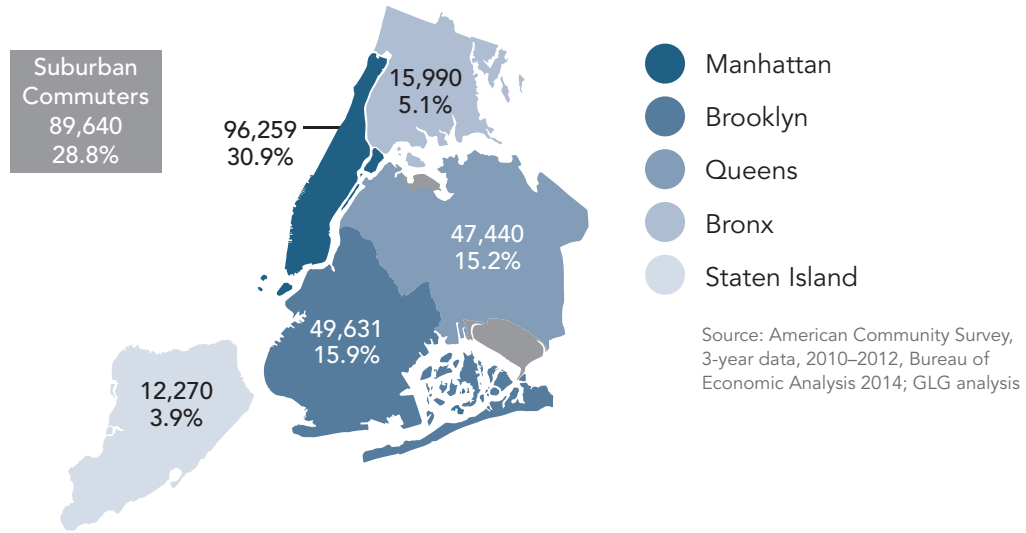 Suburban
Commuters
89,640
28.8%
96,259
30.9%
15,990
5.1%
47,440
15.2%
49,631
15.9%
12,270
3.9%
Manhattan
Brooklyn
Queens
Bronx
Staten Island
Source: American Community Survey,
3-year data, 2010–2012, Bureau of
Economic Analysis 2014; GLG analysis